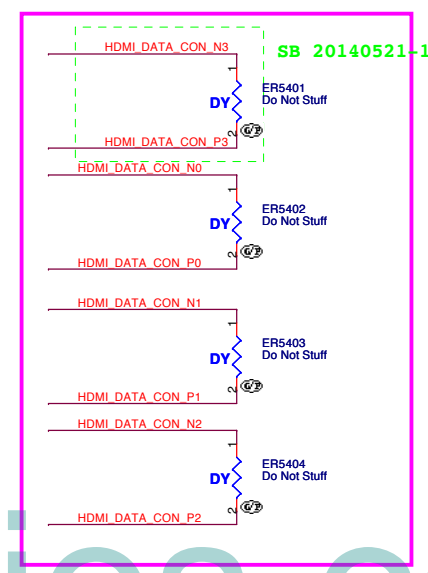 HDMI_DATA_CON_N3
SB 20140521-1
1
ER5401
Do Not Stuff
DY
2
G/P
HDMI_DATA_CON_P3
HDMI_DATA_CON_N0
1
ER5402
Do Not Stuff
DY
2
G/P
HDMI_DATA_CON_P0
HDMI_DATA_CON_N1
1
ER5403
Do Not Stuff
DY
2
G/P
HDMI_DATA_CON_P1
HDMI_DATA_CON_N2
1
ER5404
Do Not Stuff
DY
2
G/P
HDMI_DATA_CON_P2